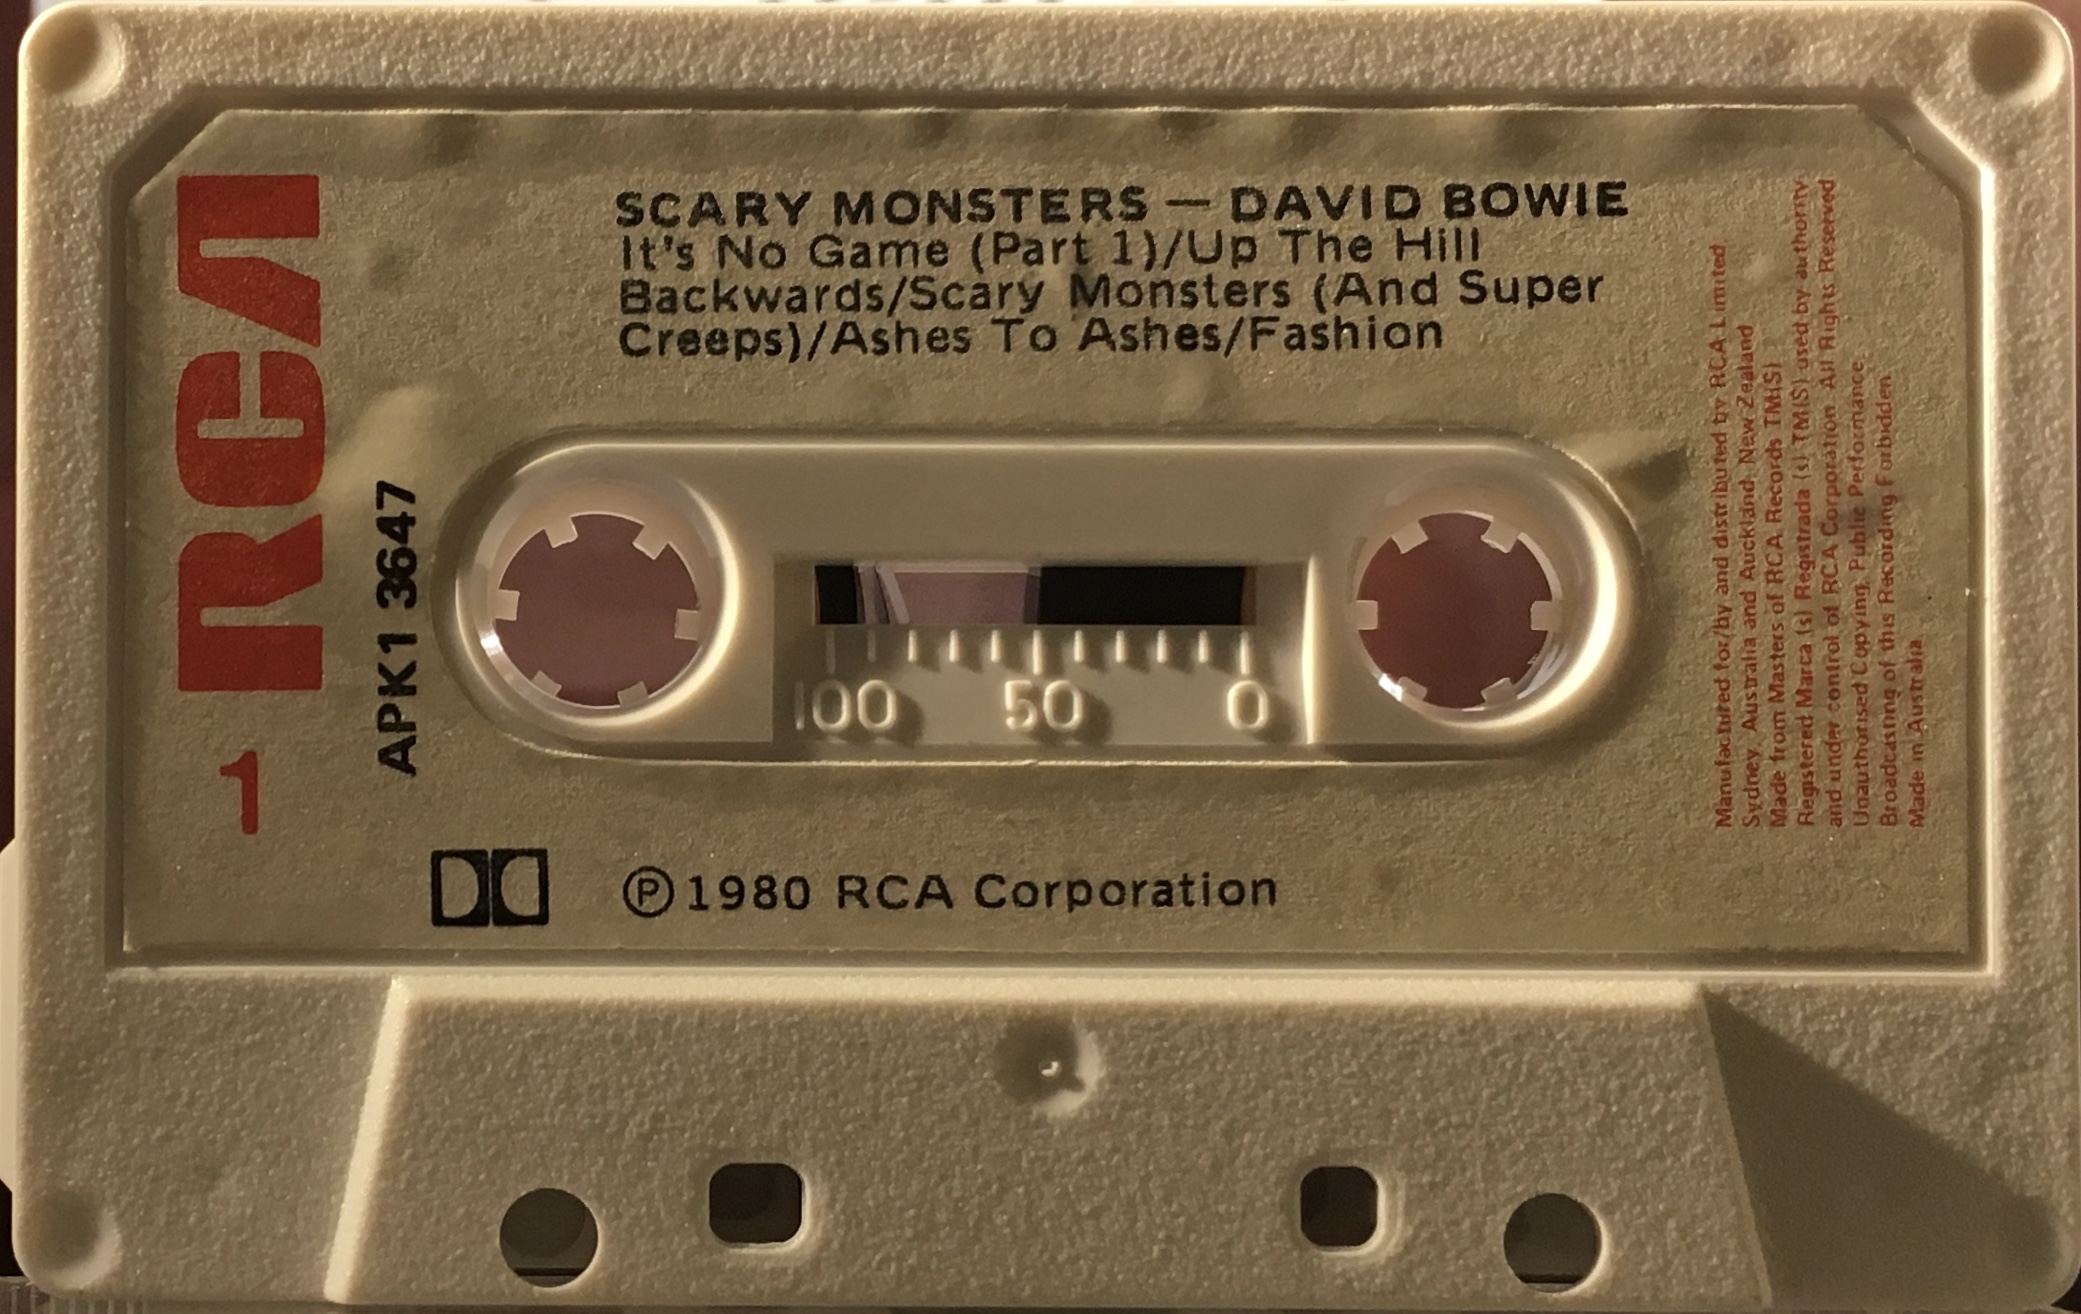 RCA
1
APK1 3647
SCARY MONSTERS — DAVID BOWIE
It's No Game (Part 1)/Up The Hill
Backwards/Scary Monsters (And Super
Creeps)/Ashes To Ashes/Fashion
100 50 0
Ⓟ1980 RCA Corporation
Manufactured for/by and distributed by RCA Limited
Sydney Australia and Auckland New Zealand
Made from Masters of RCA Records TM(S)
Registered Marca (s) Registrada (s) TM(S) used by authority
and under control of RCA Corporation All Rights Reserved
Unauthorised Copying, Public Performance
Broadcasting of this Recording Forbidden
Made in Australia